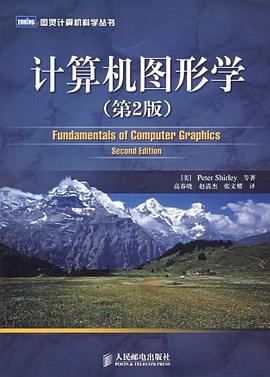 TURING
图灵计算机科学丛书
计算机图形学
(第2版)
Fundamentals of Computer Graphics
Second Edition
[美] Peter Shirley 等著
高春晓 赵清杰 张文耀 译
人民邮电出版社
POSTS & TELECOM PRESS